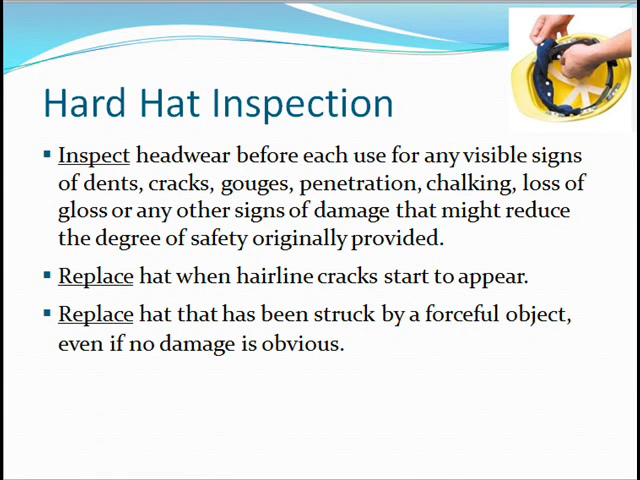 Hard Hat Inspection
▪ Inspect headwear before each use for any visible signs
of dents, cracks, gouges, penetration, chalking, loss of
gloss or any other signs of damage that might reduce
the degree of safety originally provided.
▪ Replace hat when hairline cracks start to appear.
▪ Replace hat that has been struck by a forceful object,
even if no damage is obvious.